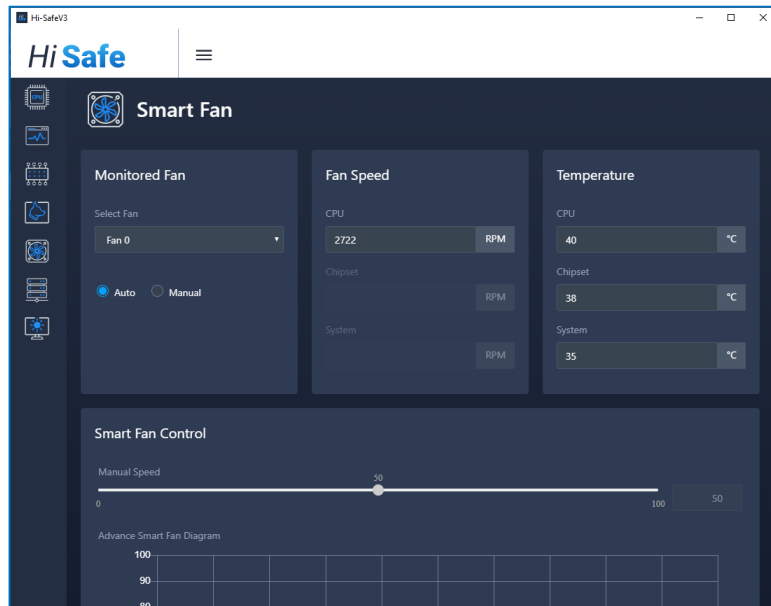 Hi-SafeV3
Hi Safe
CPU
Smart Fan
Monitored Fan
Select Fan
Fan 0
Auto Manual
Fan Speed
CPU
2722 RPM
Chipset
RPM
System
RPM
Temperature
CPU
40 °C
Chipset
38 °C
System
35 °C
Smart Fan Control
Manual Speed
50
0 100 50
Advance Smart Fan Diagram
100
90
80